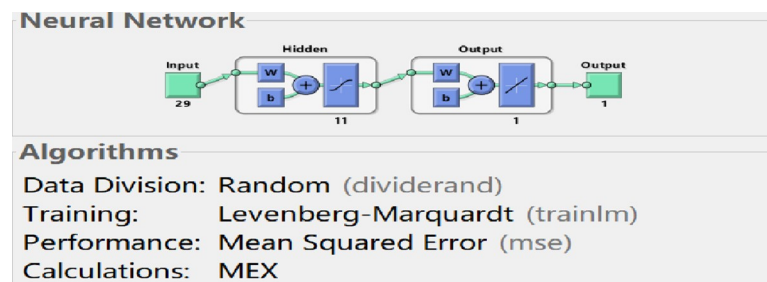 Neural Network
Hidden
Output
Input
W
b
+
W
b
+
Output
29
11
1
1
Algorithms
Data Division: Random (dividerand)
Training: Levenberg-Marquardt (trainlm)
Performance: Mean Squared Error (mse)
Calculations: MEX